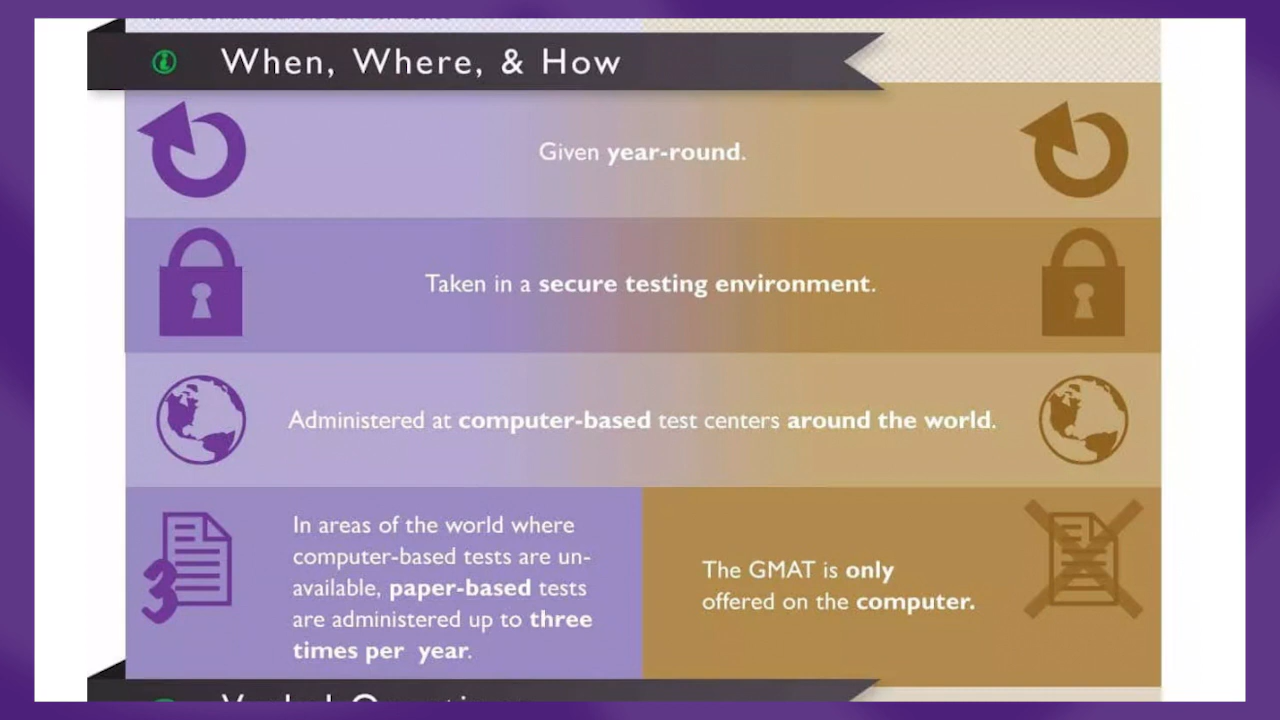 When, Where, & How
Given year-round.
Taken in a secure testing environment.
Administered at computer-based test centers around the world.
3
In areas of the world where
computer-based tests are un-
available, paper-based tests
are administered up to three
times per year.
The GMAT is only
offered on the computer.